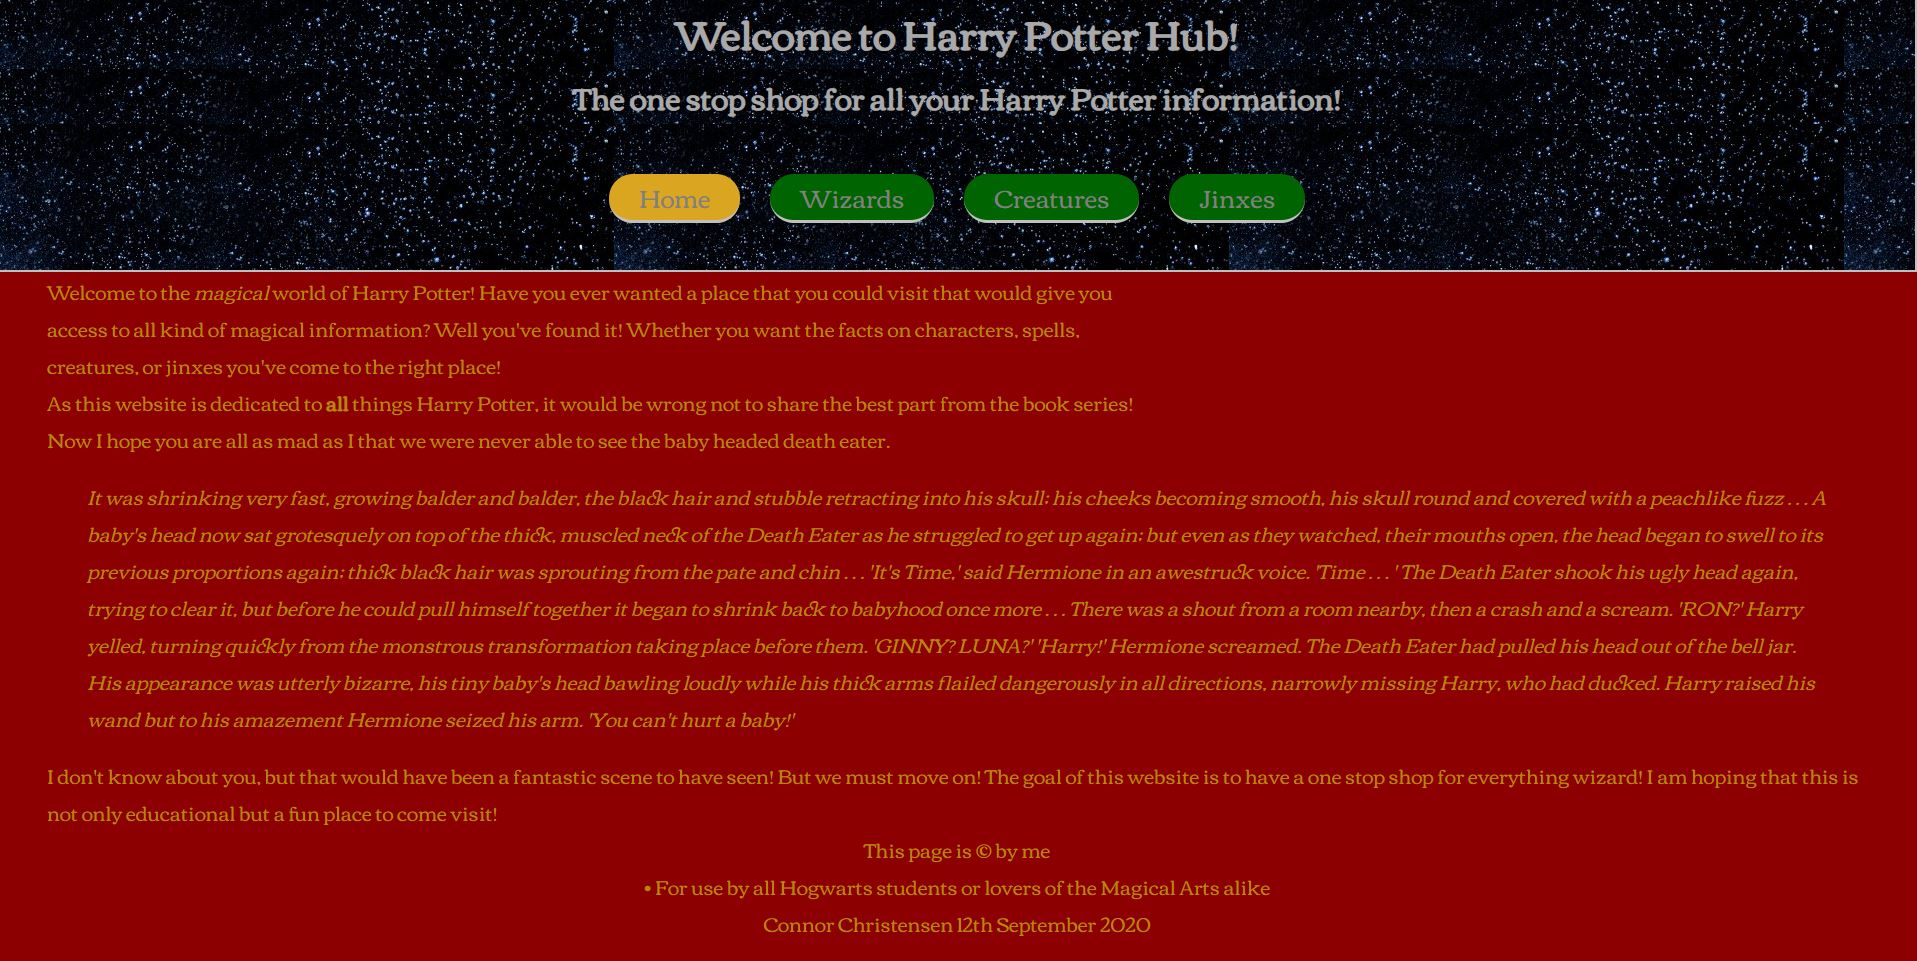 Welcome to Harry Potter Hub!
The one stop shop for all your Harry Potter information!
Home
Wizards
Creatures
Jinxes
Welcome to the magical world of Harry Potter! Have you ever wanted a place that you could visit that would give you
access to all kind of magical information? Well you've found it! Whether you want the facts on characters, spells,
creatures, or jinxes you've come to the right place!
As this website is dedicated to all things Harry Potter, it would be wrong not to share the best part from the book series!
Now I hope you are all as mad as I that we were never able to see the baby headed death eater.
It was shrinking very fast, growing balder and balder, the black hair and stubble retracting into his skull; his cheeks becoming smooth, his skull round and covered with a peachlike fuzz . . . A
baby's head now sat grotesquely on top of the thick, muscled neck of the Death Eater as he struggled to get up again; but even as they watched, their mouths open, the head began to swell to its
previous proportions again; thick black hair was sprouting from the pate and chin . . . 'It's Time,' said Hermione in an awestruck voice. 'Time . . . ' The Death Eater shook his ugly head again,
trying to clear it, but before he could pull himself together it began to shrink back to babyhood once more . . . There was a shout from a room nearby, then a crash and a scream. 'RON?' Harry
yelled, turning quickly from the monstrous transformation taking place before them. 'GINNY? LUNA?' 'Harry!' Hermione screamed. The Death Eater had pulled his head out of the bell jar.
His appearance was utterly bizarre, his tiny baby's head bawling loudly while his thick arms flailed dangerously in all directions, narrowly missing Harry, who had ducked. Harry raised his
wand but to his amazement Hermione seized his arm. 'You can't hurt a baby!'
I don't know about you, but that would have been a fantastic scene to have seen! But we must move on! The goal of this website is to have a one stop shop for everything wizard! I am hoping that this is
not only educational but a fun place to come visit!
This page is © by me
• For use by all Hogwarts students or lovers of the Magical Arts alike
Connor Christensen 12th September 2020